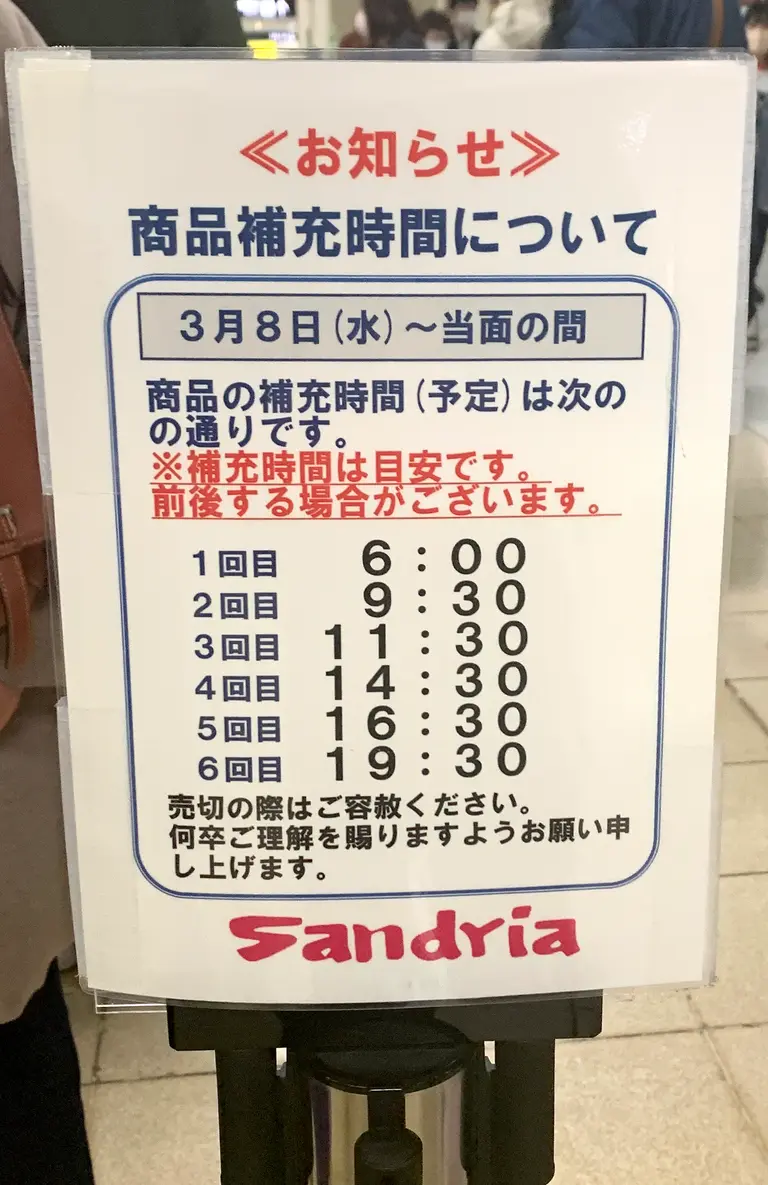 ≪お知らせ≫
商品補充時間について
3月8日(水)～当面の間
商品の補充時間(予定)は次の
の通りです。
※補充時間は目安です。
前後する場合がございます。
1回目 6:00
2回目 9:30
3回目 11:30
4回目 14:30
5回目 16:30
6回目 19:30
売切の際はご容赦ください。
何卒ご理解を賜りますようお願い申
し上げます。
Sandria